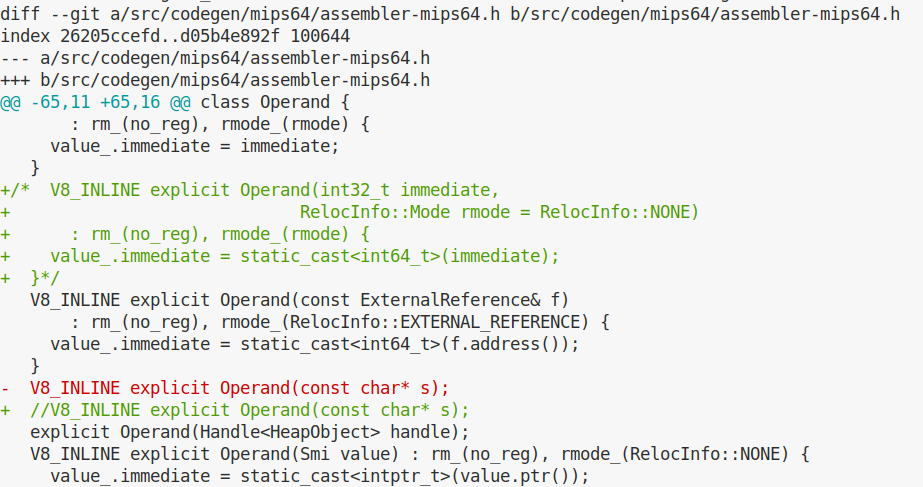 diff --git a/src/codegen/mips64/assembler-mips64.h b/src/codegen/mips64/assembler-mips64.h
index 26205ccefd..d05b4e892f 100644
--- a/src/codegen/mips64/assembler-mips64.h
+++ b/src/codegen/mips64/assembler-mips64.h
@@ -65,11 +65,16 @@ class Operand {
       : rm_(no_reg), rmode_(rmode) {
     value_.immediate = immediate;
   }
+/*  V8_INLINE explicit Operand(int32_t immediate,
+                             RelocInfo::Mode rmode = RelocInfo::NONE)
+      : rm_(no_reg), rmode_(rmode) {
+    value_.immediate = static_cast<int64_t>(immediate);
+  }*/
   V8_INLINE explicit Operand(const ExternalReference& f)
       : rm_(no_reg), rmode_(RelocInfo::EXTERNAL_REFERENCE) {
     value_.immediate = static_cast<int64_t>(f.address());
   }
-  V8_INLINE explicit Operand(const char* s);
+  //V8_INLINE explicit Operand(const char* s);
   explicit Operand(Handle<HeapObject> handle);
   V8_INLINE explicit Operand(Smi value) : rm_(no_reg), rmode_(RelocInfo::NONE) {
     value_.immediate = static_cast<intptr_t>(value.ptr());